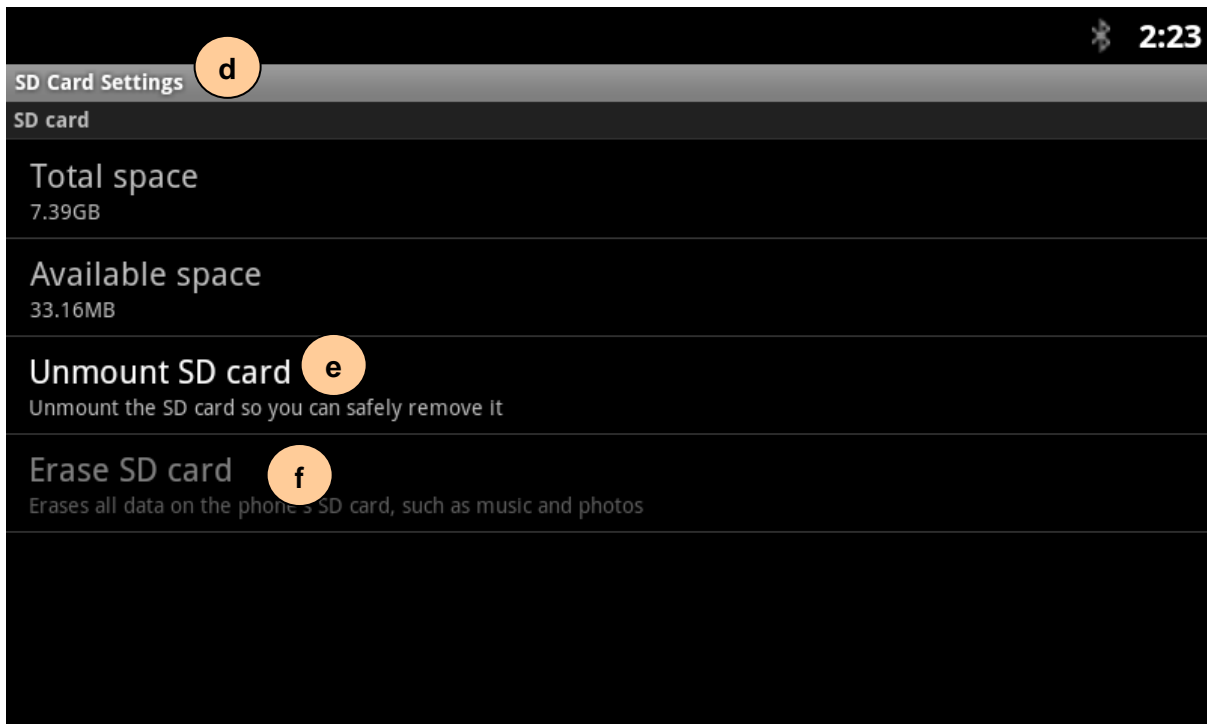 2:23
d
SD Card Settings
SD card
Total space
7.39GB
Available space
33.16MB
Unmount SD card e
Unmount the SD card so you can safely remove it
Erase SD card f
Erases all data on the phone's SD card, such as music and photos